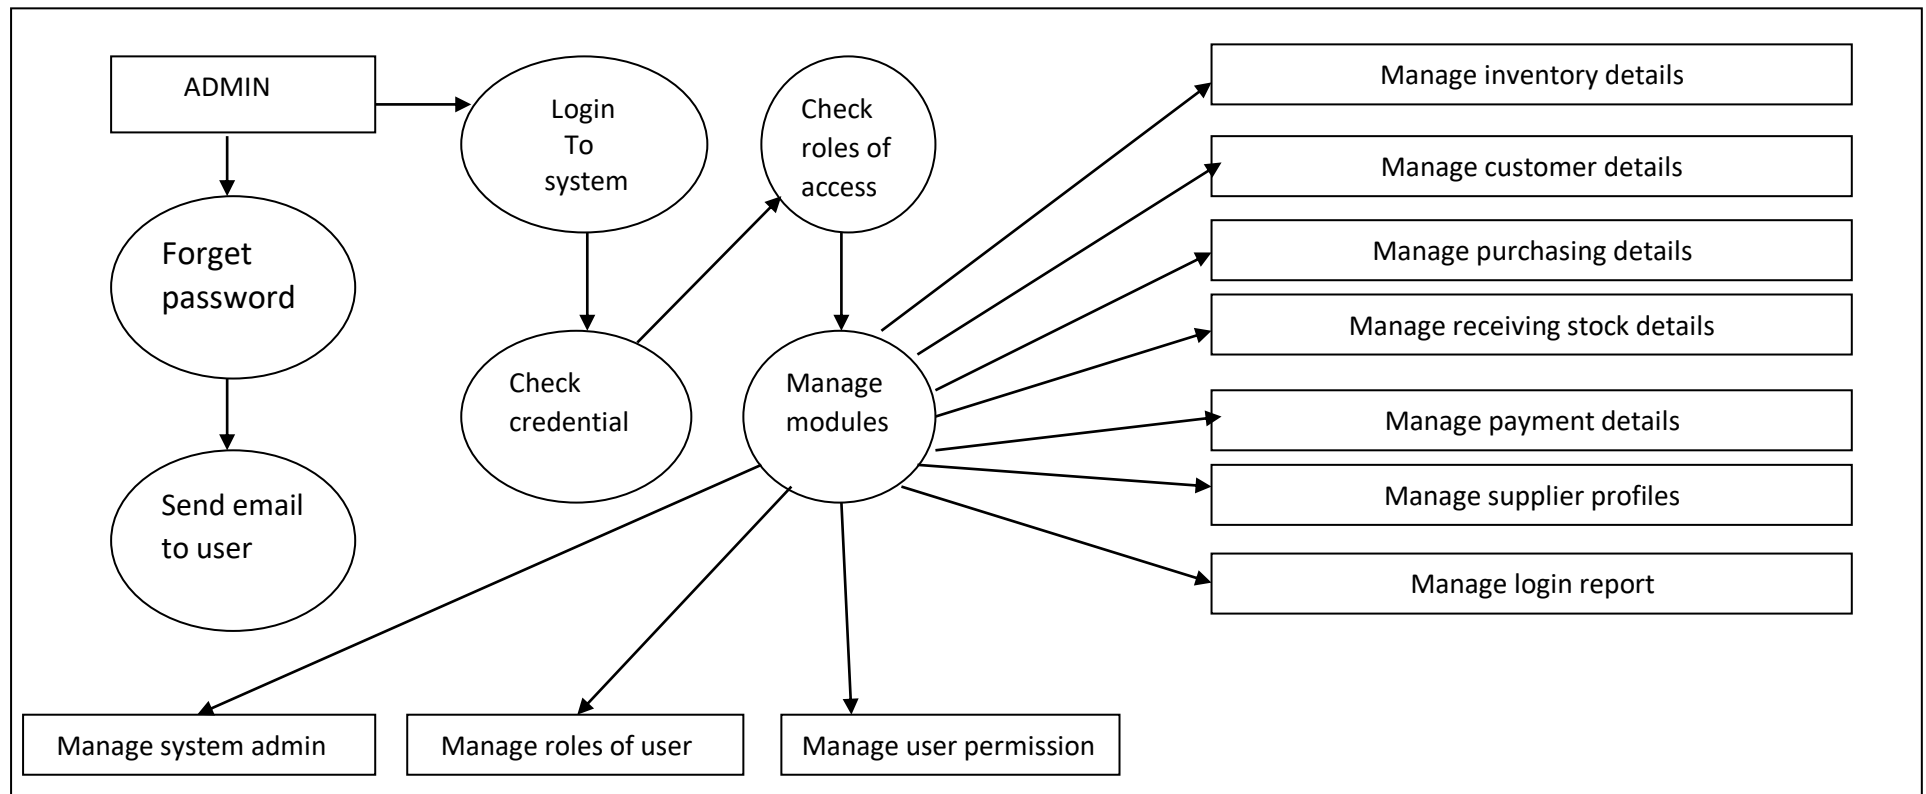 ADMIN
Login
To
system
Check
roles of
access
Forget
password
Check
credential
Manage
modules
Send email
to user
Manage inventory details
Manage customer details
Manage purchasing details
Manage receiving stock details
Manage payment details
Manage supplier profiles
Manage login report
Manage system admin
Manage roles of user
Manage user permission